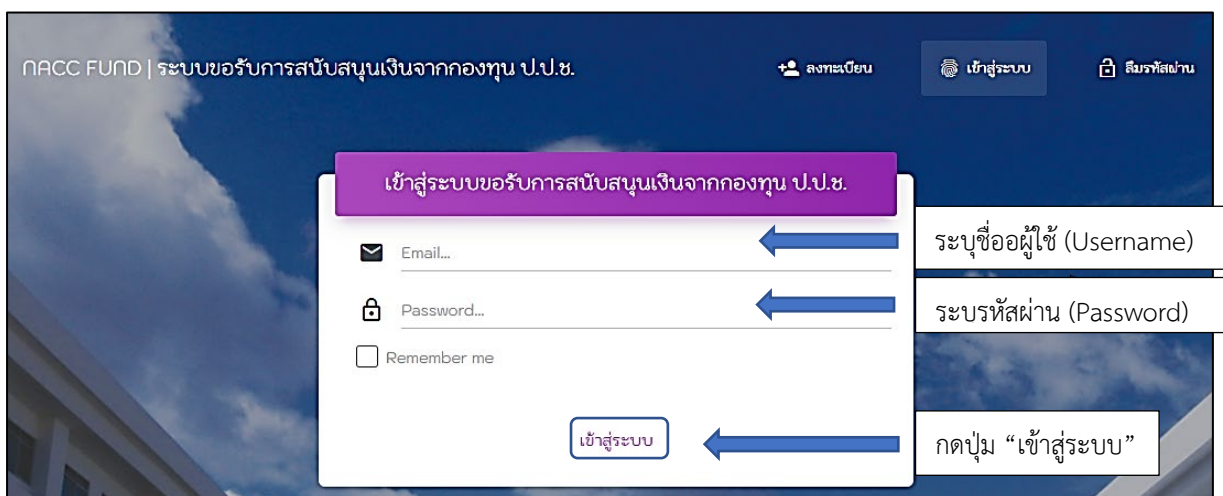 NACC FUND | ระบบขอรับการสนับสนุนเงินจากกองทุน ป.ป.ช.
ลงทะเบียน
เข้าสู่ระบบ
ลืมรหัสผ่าน
เข้าสู่ระบบขอรับการสนับสนุนเงินจากกองทุน ป.ป.ช.
Email...
ระบุชื่ออผู้ใช้ (Username)
Password...
ระบรหัสผ่าน (Password)
Remember me
เข้าสู่ระบบ
กดปุ่ม “เข้าสู่ระบบ”